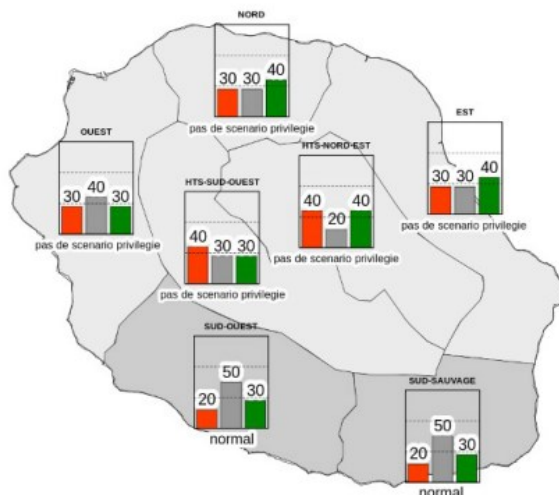 NORD
30 30 40
pas de scenario privilegie
OUEST
30 40 30
pas de scenario privilegie
HTS-SUD-OUEST
40 30 30
pas de scenario privilegie
HTS-NORD-EST
40 20 40
pas de scenario privilegie
EST
30 30 40
pas de scenario privilegie
SUD-OUEST
20 50 30
normal
SUD-SAUVAGE
20 50 30
normal